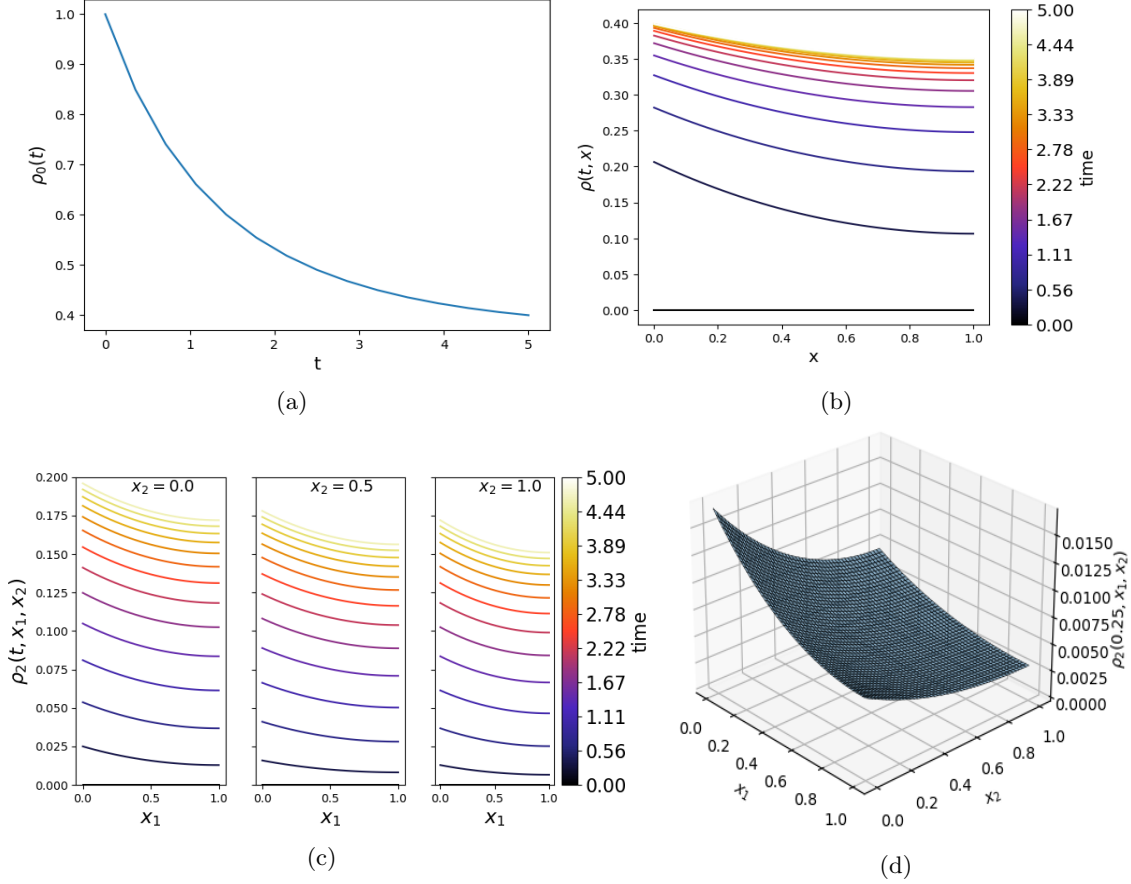 1.0
0.9
0.8
0.7
0.6
0.5
0.4
ρ₀(t)
0 1 2 3 4 5
t
(a)
0.40
0.35
0.30
0.25
0.20
0.15
0.10
0.05
0.00
ρ(t, x)
0.0 0.2 0.4 0.6 0.8 1.0
x
5.00
4.44
3.89
3.33
2.78
2.22
1.67
1.11
0.56
0.00
time
(b)
0.200
0.175
0.150
0.125
0.100
0.075
0.050
0.025
0.000
ρ₂(t, x₁, x₂)
x₂ = 0.0 x₂ = 0.5 x₂ = 1.0
0.0 0.5 1.0 0.0 0.5 1.0 0.0 0.5 1.0
x₁ x₁ x₁
5.00
4.44
3.89
3.33
2.78
2.22
1.67
1.11
0.56
0.00
time
(c)
0.0150
0.0125
0.0100
0.0075
0.0050
0.0025
0.0000
ρ₂(0.25, x₁, x₂)
0.0 0.2 0.4 0.6 0.8 1.0
x₁
0.0 0.2 0.4 0.6 0.8 1.0
x₂
(d)